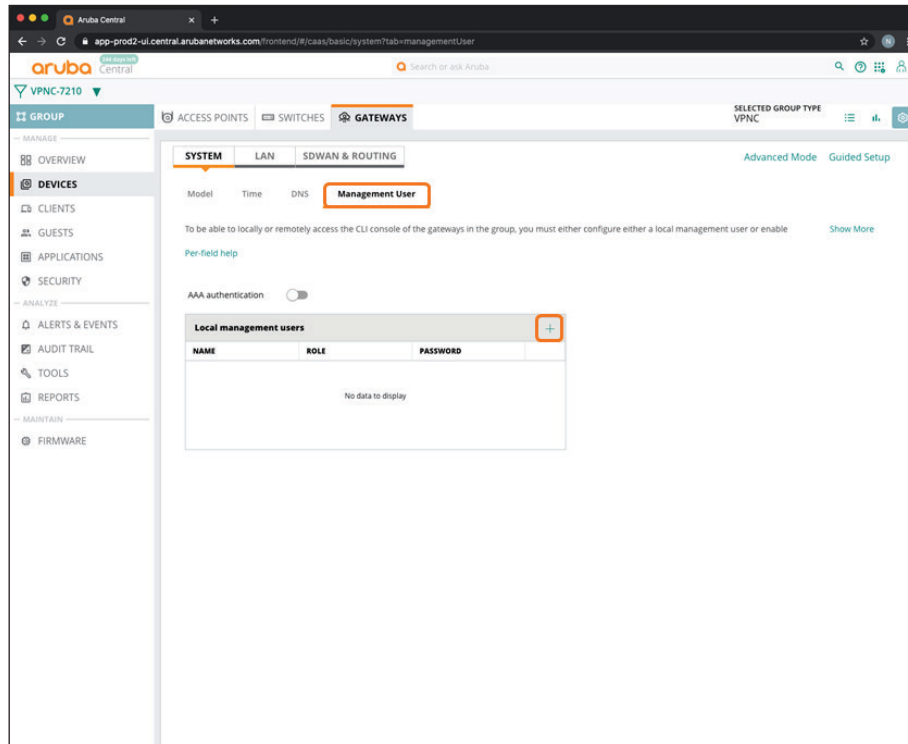 Aruba Central
app-prod2-ui.central.arubanetworks.com/frontend/#/caas/basic/system?tab=managementUser
N
aruba Central
244 days left
Search or ask Aruba
VPNC-7210
GROUP
ACCESS POINTS SWITCHES GATEWAYS
SELECTED GROUP TYPE
VPNC
MANAGE
OVERVIEW
DEVICES
CLIENTS
GUESTS
APPLICATIONS
SECURITY
ANALYZE
ALERTS & EVENTS
AUDIT TRAIL
TOOLS
REPORTS
MAINTAIN
FIRMWARE
SYSTEM LAN SDWAN & ROUTING
Advanced Mode Guided Setup
Model Time DNS Management User
To be able to locally or remotely access the CLI console of the gateways in the group, you must either configure either a local management user or enable
Show More
Per-field help
AAA authentication
Local management users
NAME ROLE PASSWORD
No data to display